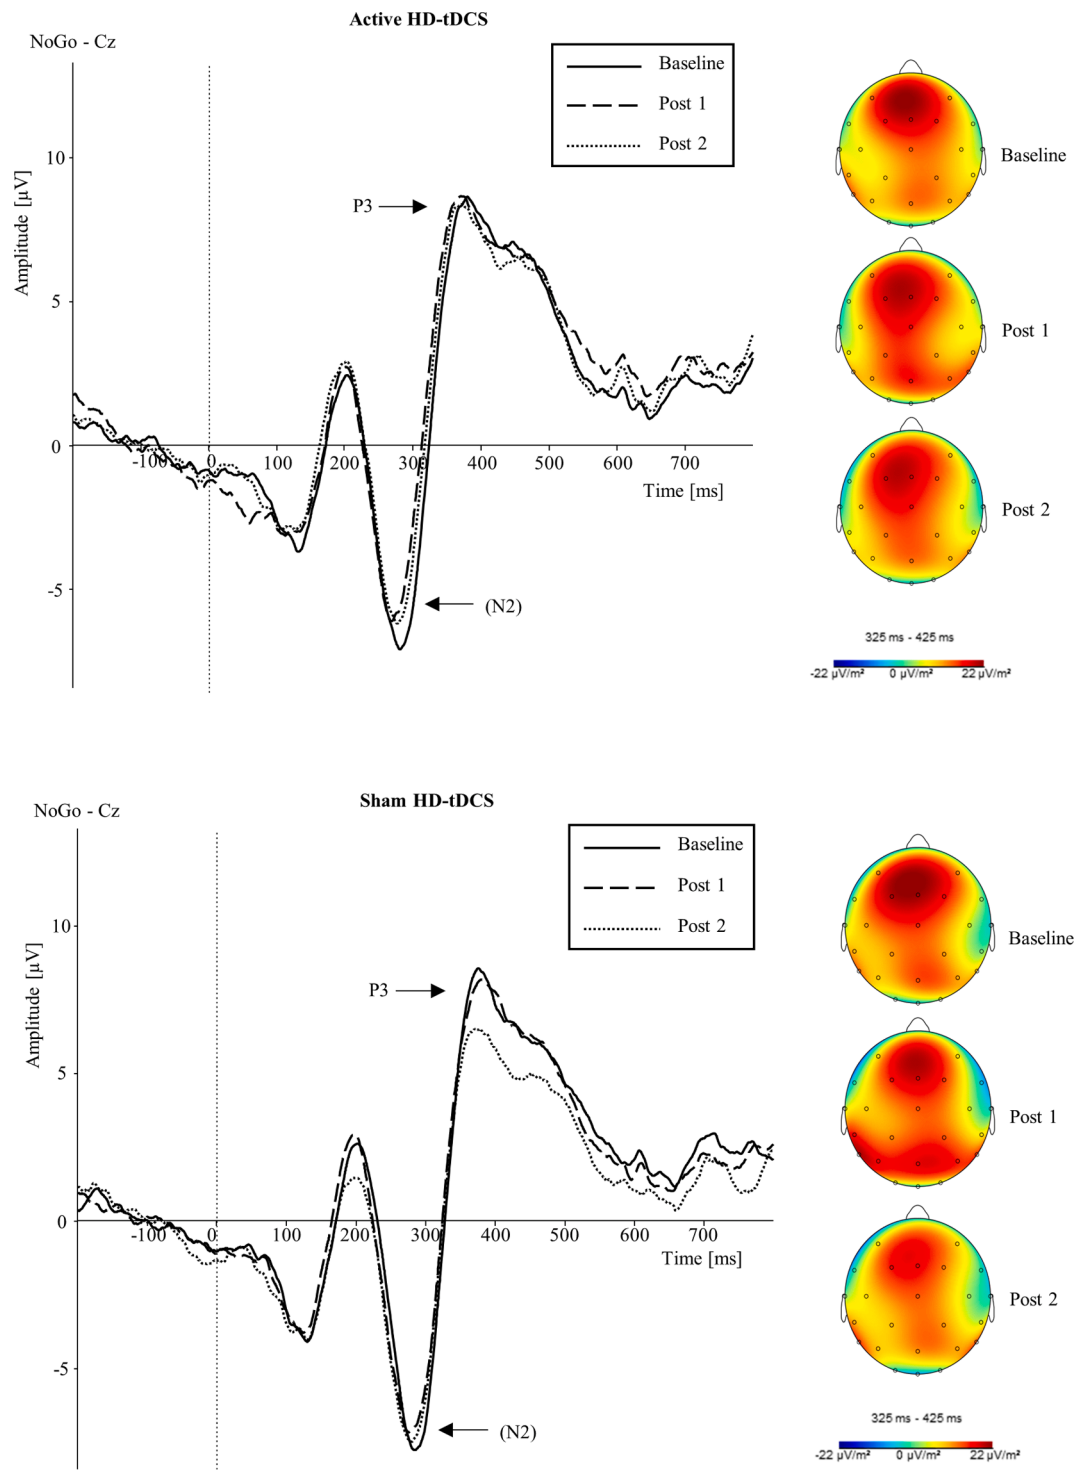 Active HD-tDCS
NoGo - Cz
Baseline
Post 1
Post 2
10
5
0
-5
Amplitude [µV]
P3
(N2)
-100 0 100 200 300 400 500 600 700
Time [ms]
Baseline
Post 1
Post 2
325 ms - 425 ms
-22 µV/m² 0 µV/m² 22 µV/m²
Sham HD-tDCS
NoGo - Cz
Baseline
Post 1
Post 2
10
5
0
-5
Amplitude [µV]
P3
(N2)
-100 0 100 200 300 400 500 600 700
Time [ms]
Baseline
Post 1
Post 2
325 ms - 425 ms
-22 µV/m² 0 µV/m² 22 µV/m²